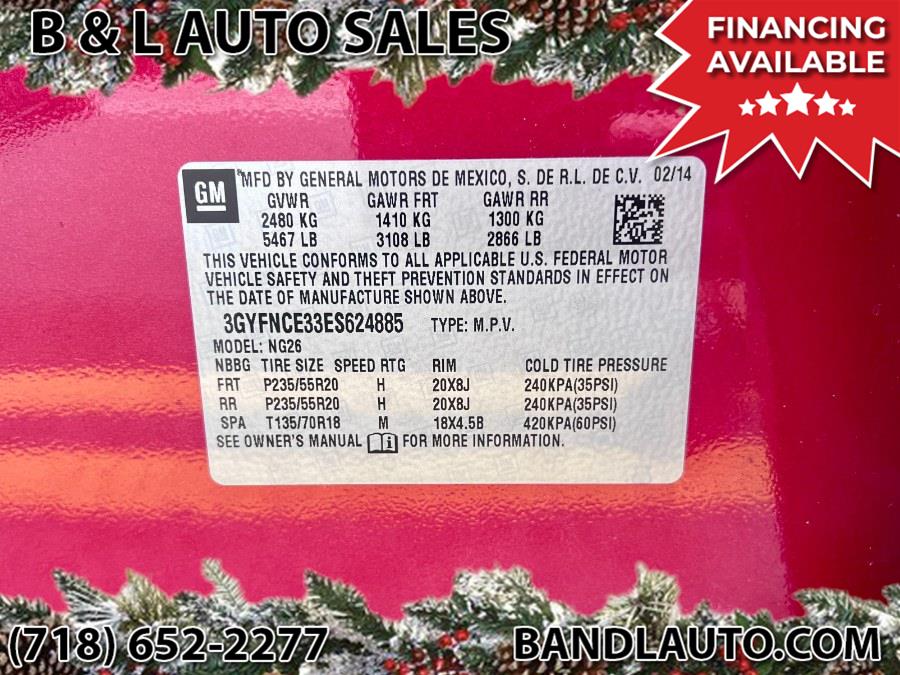 B & L AUTO SALES
FINANCING
AVAILABLE
GM
MFD BY GENERAL MOTORS DE MEXICO, S. DE R.L. DE C.V. 02/14
GVWR GAWR FRT GAWR RR
2480 KG 1410 KG 1300 KG
5467 LB 3108 LB 2866 LB
THIS VEHICLE CONFORMS TO ALL APPLICABLE U.S. FEDERAL MOTOR
VEHICLE SAFETY AND THEFT PREVENTION STANDARDS IN EFFECT ON
THE DATE OF MANUFACTURE SHOWN ABOVE.
3GYFNCE33ES624885 TYPE: M.P.V.
MODEL: NG26
NBBG TIRE SIZE SPEED RTG RIM COLD TIRE PRESSURE
FRT P235/55R20 H 20X8J 240KPA(35PSI)
RR P235/55R20 H 20X8J 240KPA(35PSI)
SPA T135/70R18 M 18X4.5B 420KPA(60PSI)
SEE OWNER'S MANUAL FOR MORE INFORMATION.
(718) 652-2277
BANDLAUTO.COM